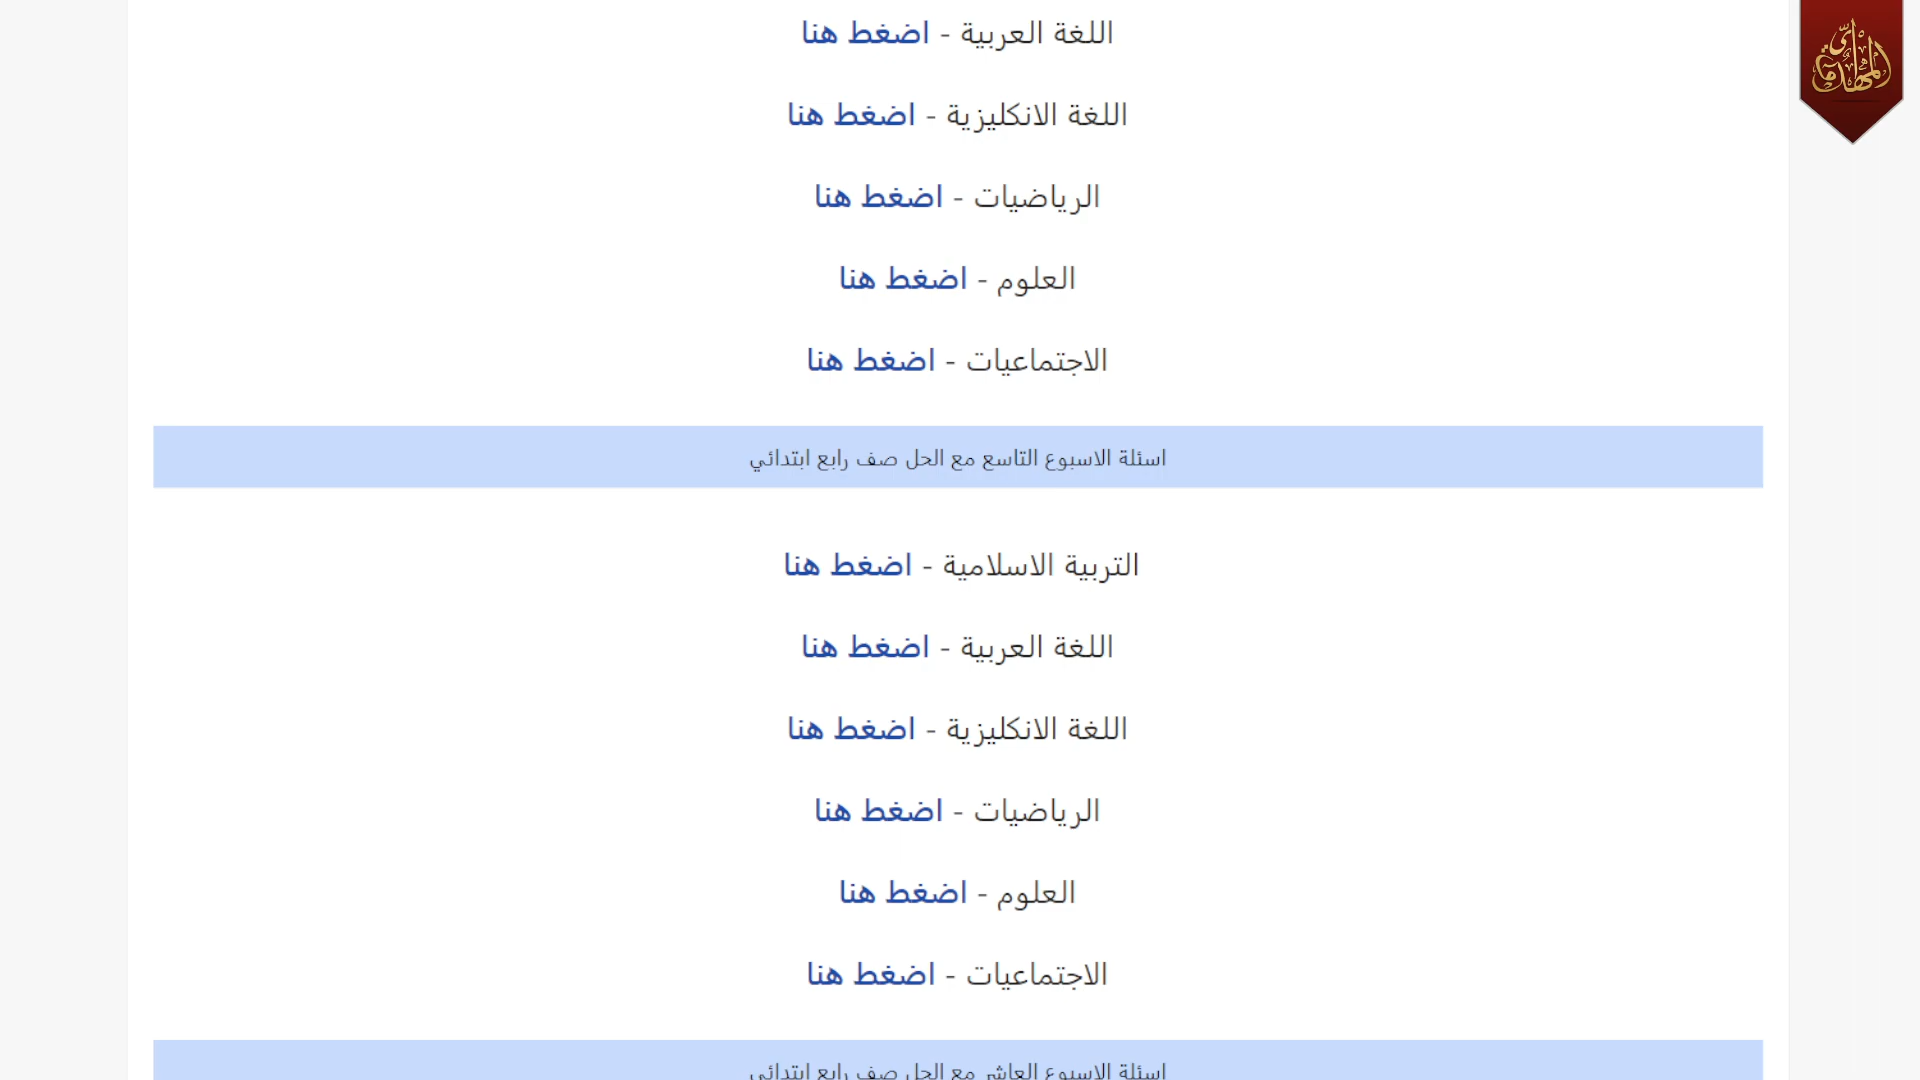 اللغة العربية - اضغط هنا
اللغة الانكليزية - اضغط هنا
الرياضيات - اضغط هنا
العلوم - اضغط هنا
الاجتماعيات - اضغط هنا
اسئلة الاسبوع التاسع مع الحل صف رابع ابتدائي
التربية الاسلامية - اضغط هنا
اللغة العربية - اضغط هنا
اللغة الانكليزية - اضغط هنا
الرياضيات - اضغط هنا
العلوم - اضغط هنا
الاجتماعيات - اضغط هنا
اسئلة الاسبوع العاشر مع الحل صف رابع ابتدائي